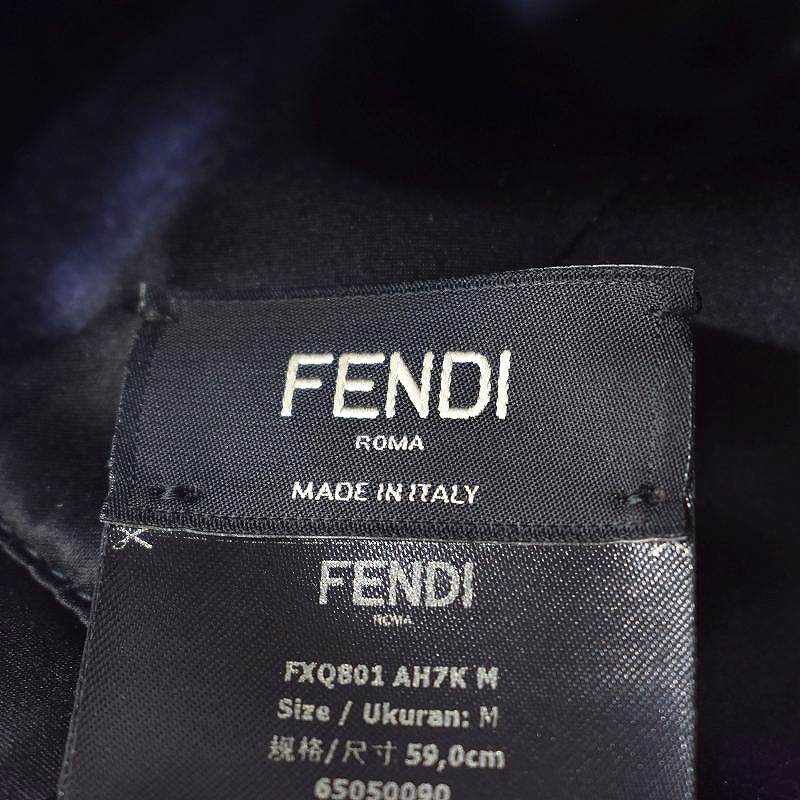 FENDI
ROMA
MADE IN ITALY
FENDI
ROMA
FXQ801 AH7K M
Size / Ukuran: M
规格/尺寸 59,0cm
65050090